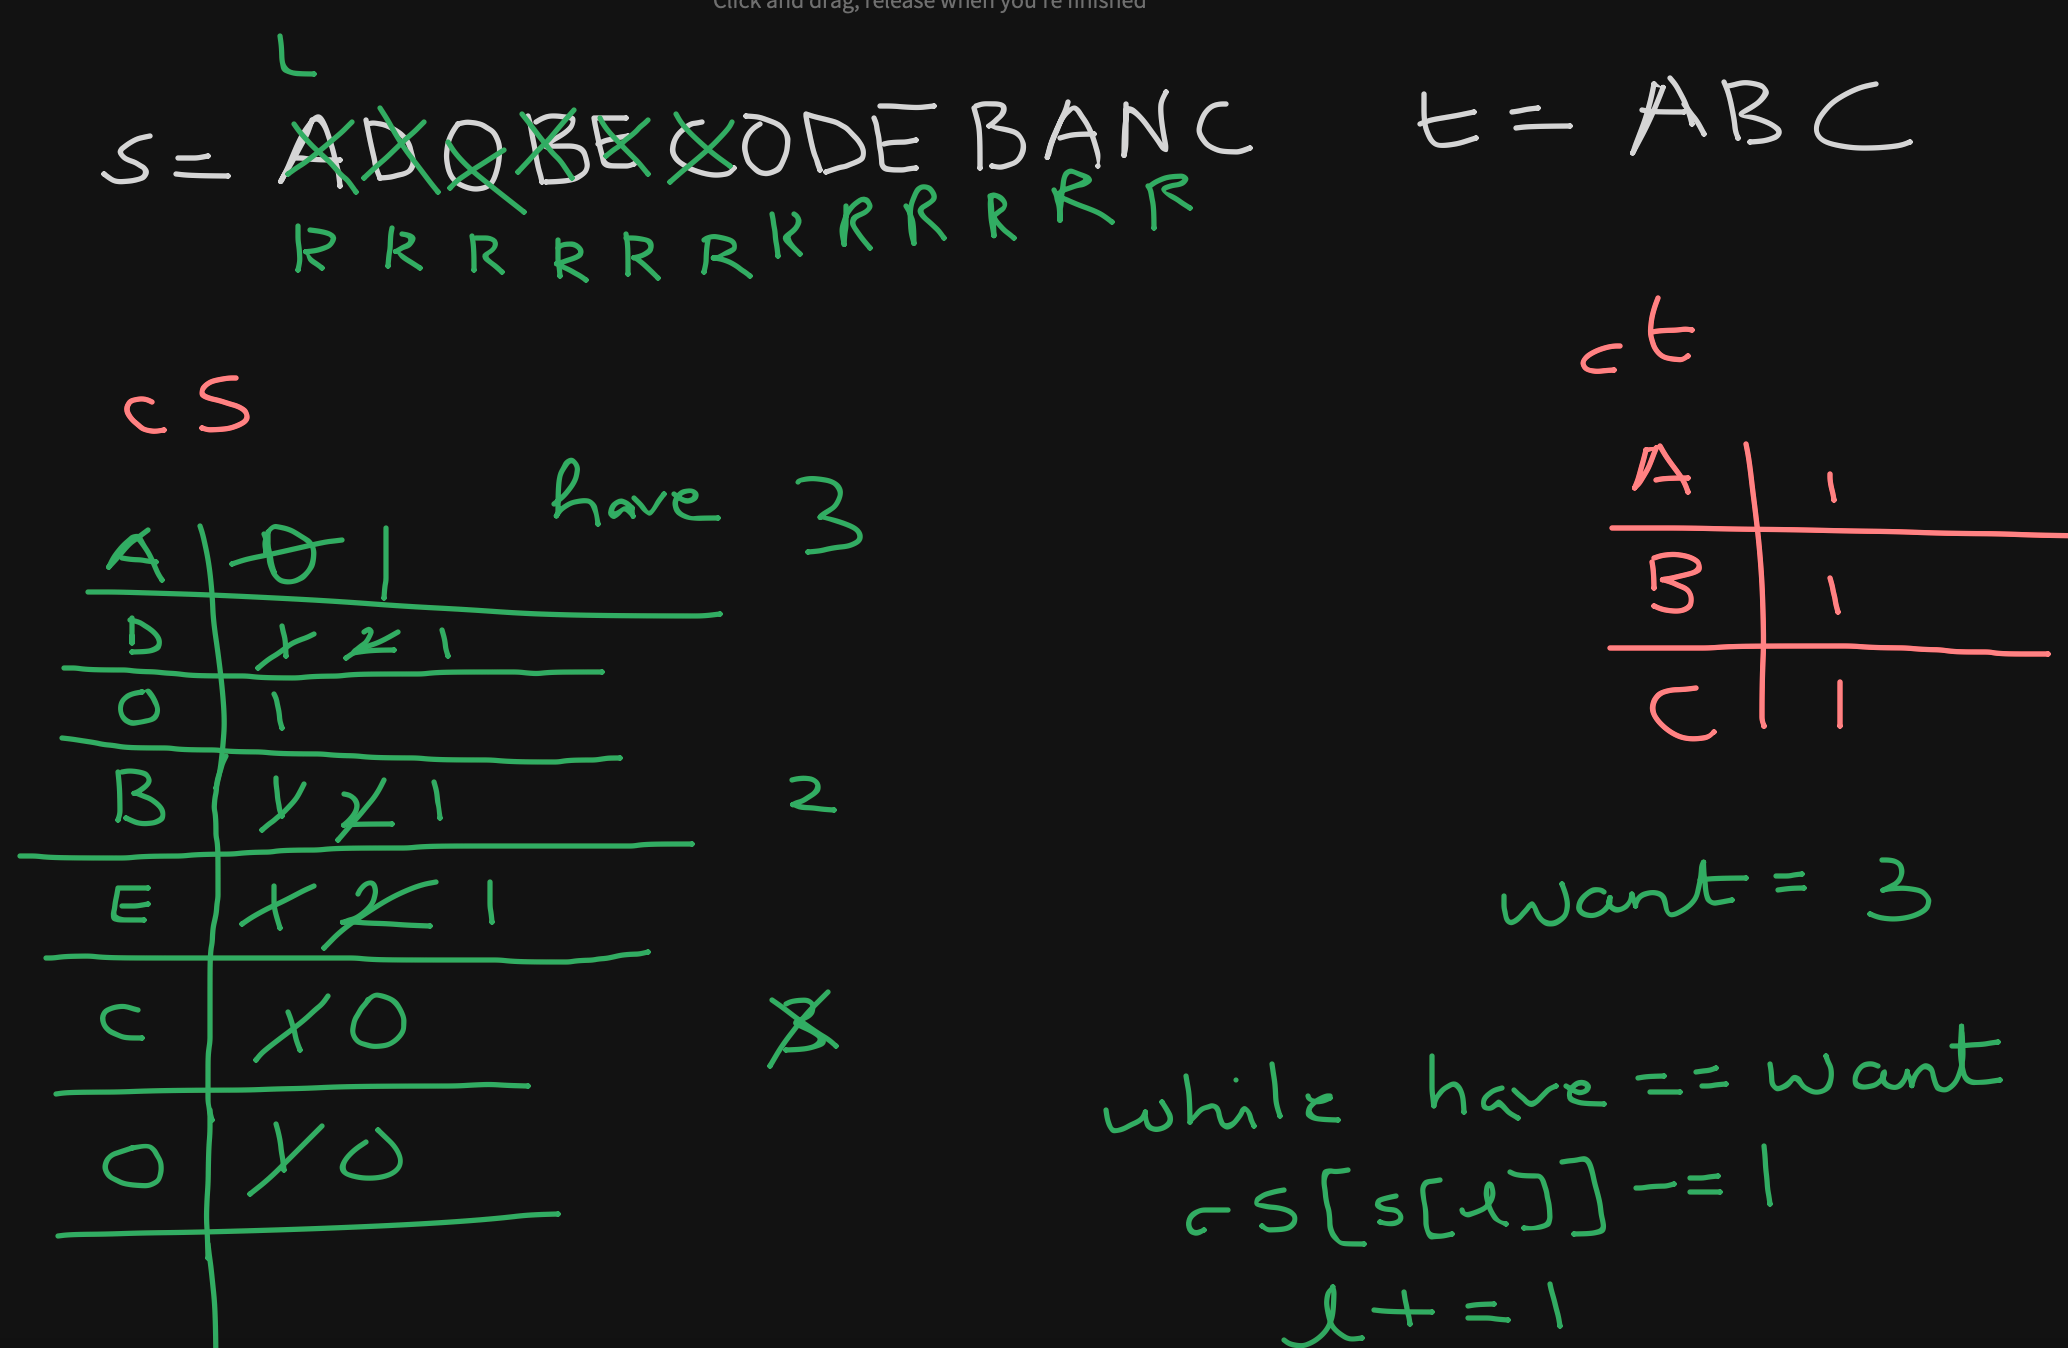 Click and drag, release when you're finished
L
s = ADOBECODEBANC
t = ABC
R R R R R R R R R R R R
ct
cs
A 1
B 1
C 1
have 3
A 0 1
D 1 2 1
O 1
B 1 2 1
2
E 1 2 1
want = 3
C 1 0
3
O 1 0
while have == want
cs[s[l]] -= 1
l += 1